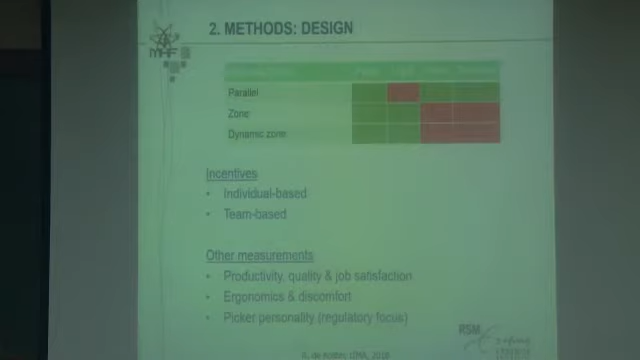 2. METHODS: DESIGN
Parallel
Zone
Dynamic zone
Incentives
• Individual-based
• Team-based
Other measurements
• Productivity, quality & job satisfaction
• Ergonomics & discomfort
• Picker personality (regulatory focus)
RSM